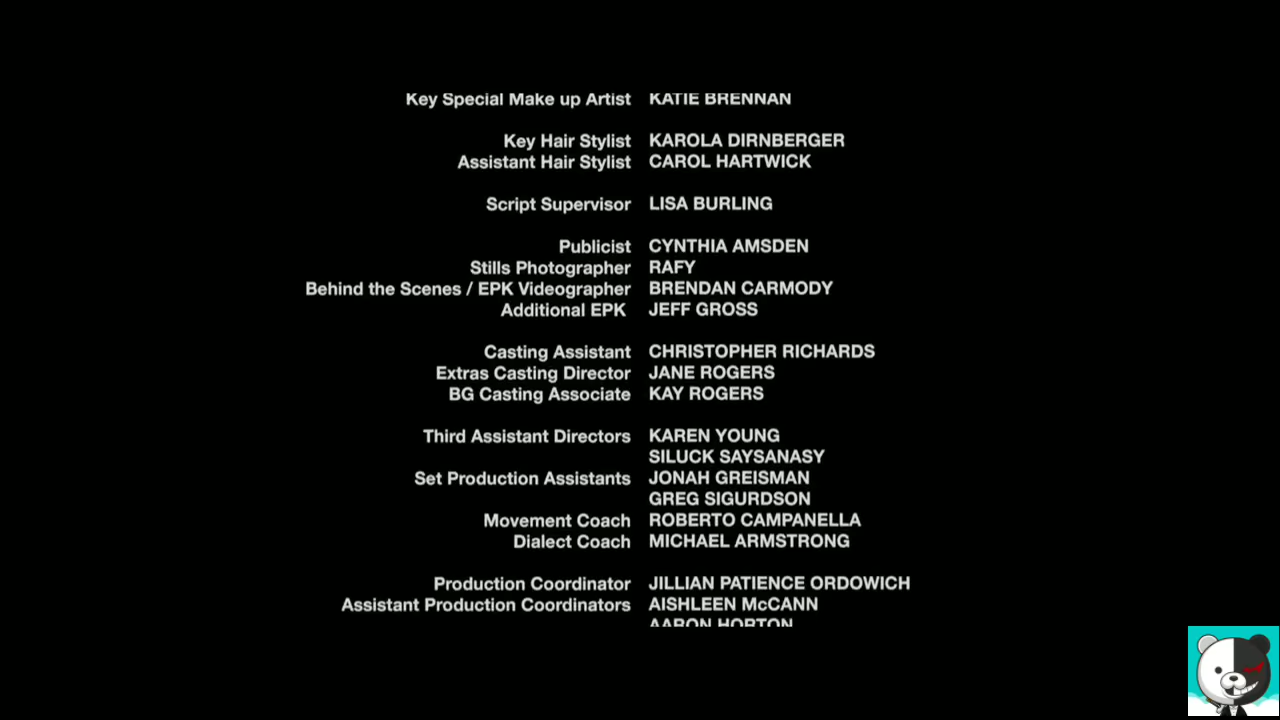 Key Special Make up Artist KATIE BRENNAN
Key Hair Stylist KAROLA DIRNBERGER
Assistant Hair Stylist CAROL HARTWICK
Script Supervisor LISA BURLING
Publicist CYNTHIA AMSDEN
Stills Photographer RAFY
Behind the Scenes / EPK Videographer BRENDAN CARMODY
Additional EPK JEFF GROSS
Casting Assistant CHRISTOPHER RICHARDS
Extras Casting Director JANE ROGERS
BG Casting Associate KAY ROGERS
Third Assistant Directors KAREN YOUNG
SILUCK SAYSANASY
Set Production Assistants JONAH GREISMAN
GREG SIGURDSON
Movement Coach ROBERTO CAMPANELLA
Dialect Coach MICHAEL ARMSTRONG
Production Coordinator JILLIAN PATIENCE ORDOWICH
Assistant Production Coordinators AISHLEEN McCANN
AARON HORTON